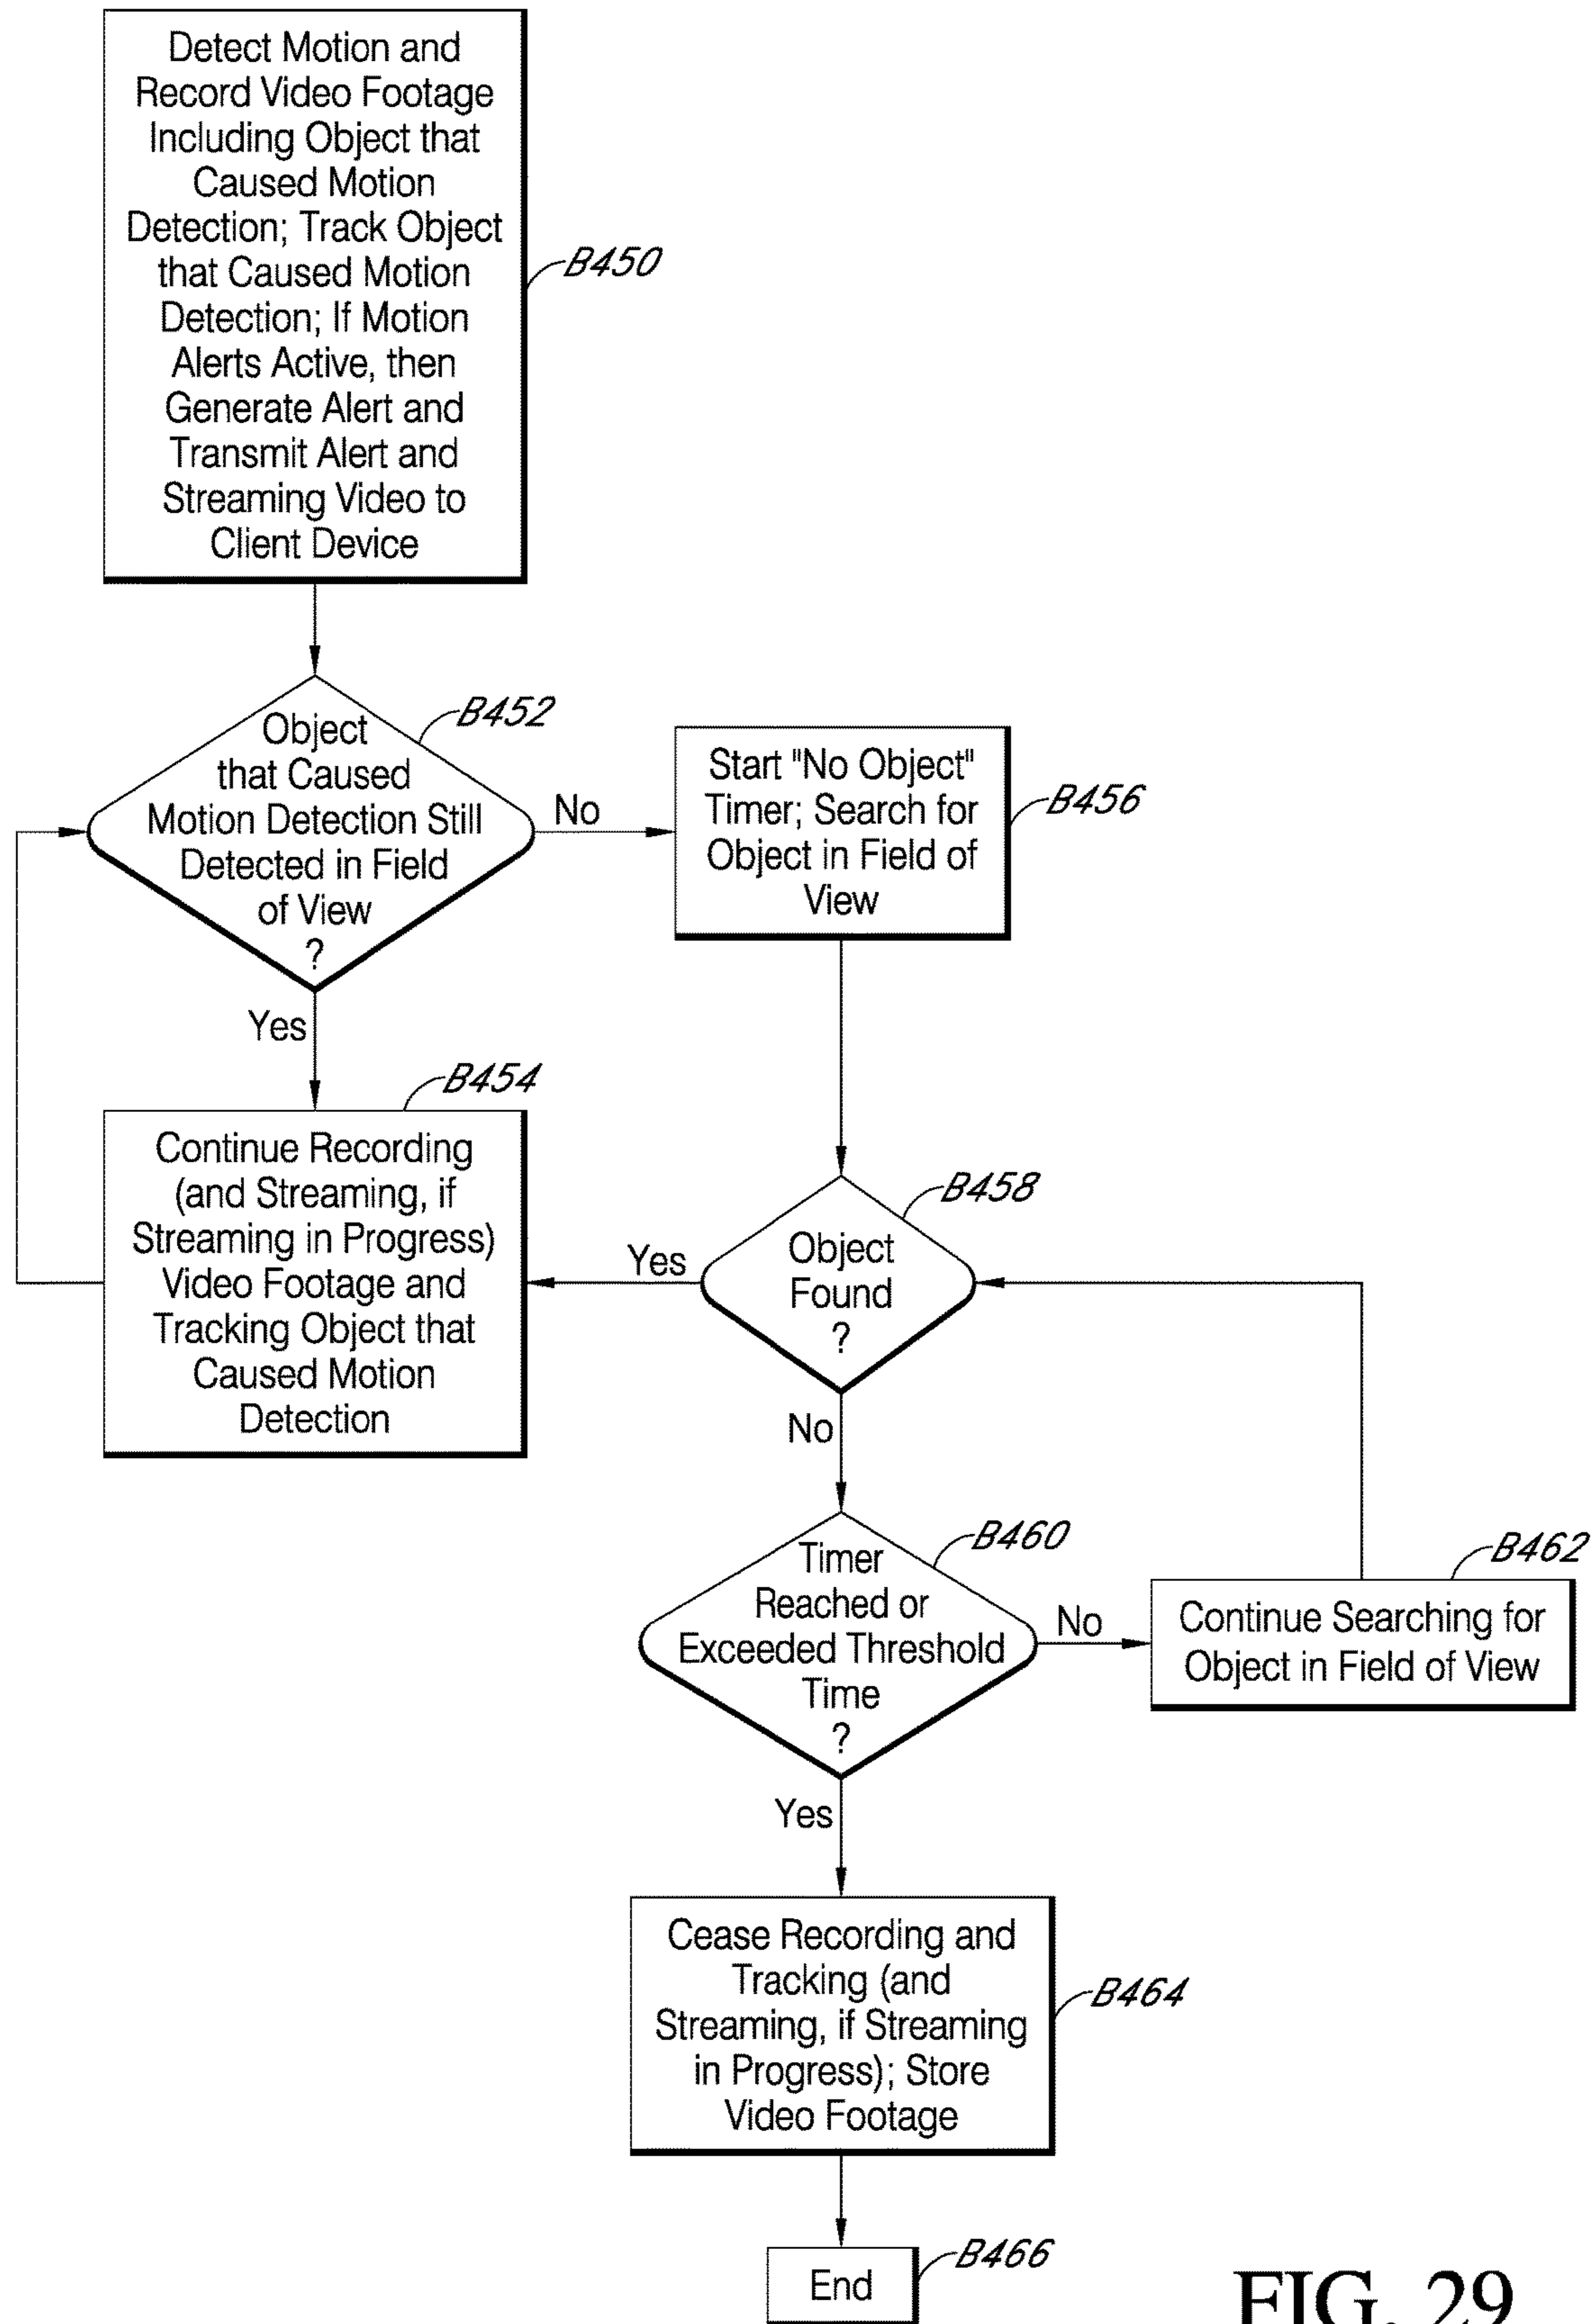 Detect Motion and
Record Video Footage
Including Object that
Caused Motion
Detection; Track Object
that Caused Motion
Detection; If Motion
Alerts Active, then
Generate Alert and
Transmit Alert and
Streaming Video to
Client Device
B450
Object
that Caused
Motion Detection Still
Detected in Field
of View
?
B452
No
Yes
Start "No Object"
Timer; Search for
Object in Field of
View
B456
B454
Continue Recording
(and Streaming, if
Streaming in Progress)
Video Footage and
Tracking Object that
Caused Motion
Detection
B458
Object
Found
?
Yes
No
B460
Timer
Reached or
Exceeded Threshold
Time
?
No
Yes
B462
Continue Searching for
Object in Field of View
Cease Recording and
Tracking (and
Streaming, if Streaming
in Progress); Store
Video Footage
B464
End
B466
FIG. 29